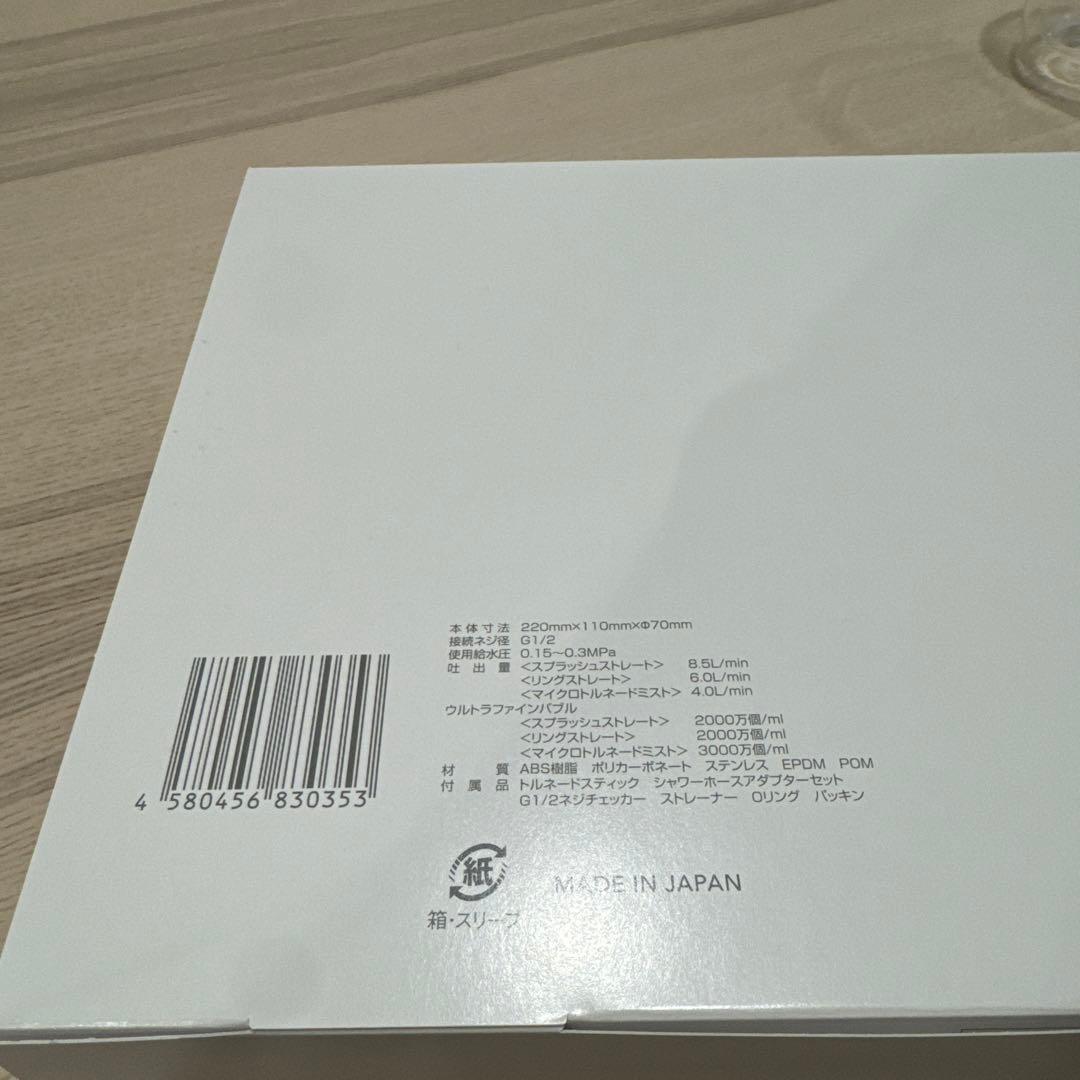 本体寸法 220mm×110mm×Φ70mm
接続ネジ径 G1/2
使用給水圧 0.15〜0.3MPa
吐出量 <スプラッシュストレート> 8.5L/min
<リングストレート> 6.0L/min
<マイクロトルネードミスト> 4.0L/min
ウルトラファインバブル
<スプラッシュストレート> 2000万個/ml
<リングストレート> 2000万個/ml
<マイクロトルネードミスト> 3000万個/ml
材質 ABS樹脂 ポリカーボネート ステンレス EPDM POM
付属品 トルネードスティック シャワーホースアダプターセット
G1/2ネジチェッカー ストレーナー Oリング パッキン
4 580456 830353
紙
箱・スリーブ
MADE IN JAPAN